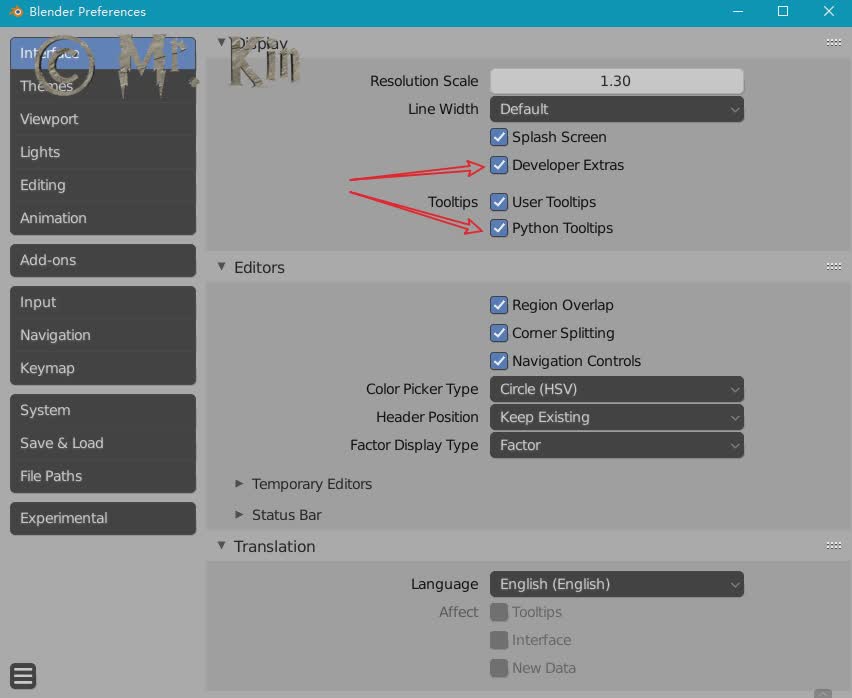 Blender Preferences
© Mr. Kin
Interface
Themes
Viewport
Lights
Editing
Animation
Add-ons
Input
Navigation
Keymap
System
Save & Load
File Paths
Experimental
Display
Resolution Scale 1.30
Line Width Default
Splash Screen
Developer Extras
Tooltips User Tooltips
Python Tooltips
Editors
Region Overlap
Corner Splitting
Navigation Controls
Color Picker Type Circle (HSV)
Header Position Keep Existing
Factor Display Type Factor
Temporary Editors
Status Bar
Translation
Language English (English)
Affect Tooltips
Interface
New Data